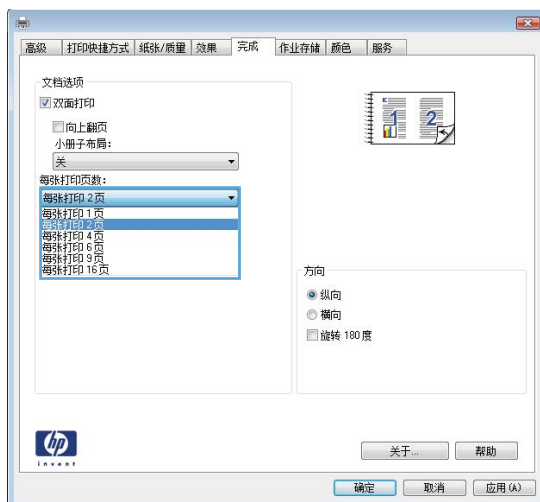 高级 打印快捷方式 纸张/质量 效果 完成 作业存储 颜色 服务
文档选项
双面打印
向上翻页
小册子布局:
关
每张打印页数:
每张打印 2 页
每张打印 1 页
每张打印 2 页
每张打印 4 页
每张打印 6 页
每张打印 9 页
每张打印 16 页
1 2
方向
纵向
横向
旋转 180 度
hp
invent
关于... 帮助
确定 取消 应用 (A)